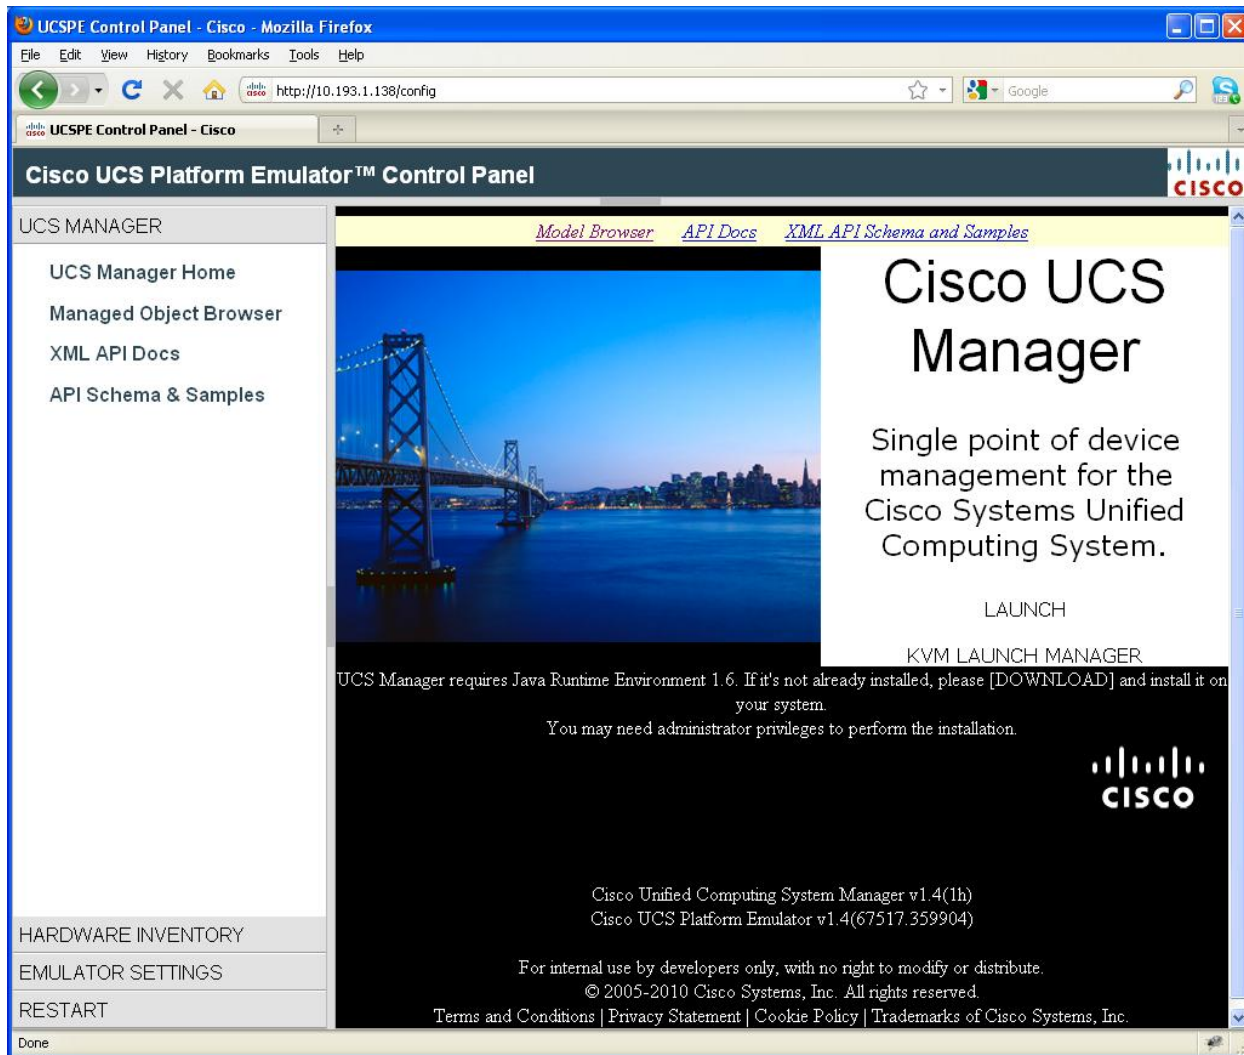 UCSPE Control Panel - Cisco - Mozilla Firefox
File Edit View History Bookmarks Tools Help
cisco http://10.193.1.138/config Google
cisco UCSPE Control Panel - Cisco
Cisco UCS Platform Emulator™ Control Panel
CISCO
UCS MANAGER
UCS Manager Home
Managed Object Browser
XML API Docs
API Schema & Samples
HARDWARE INVENTORY
EMULATOR SETTINGS
RESTART
Model Browser API Docs XML API Schema and Samples
Cisco UCS
Manager
Single point of device
management for the
Cisco Systems Unified
Computing System.
LAUNCH
KVM LAUNCH MANAGER
UCS Manager requires Java Runtime Environment 1.6. If it's not already installed, please [DOWNLOAD] and install it on
your system.
You may need administrator privileges to perform the installation.
CISCO
Cisco Unified Computing System Manager v1.4(1h)
Cisco UCS Platform Emulator v1.4(67517.359904)
For internal use by developers only, with no right to modify or distribute.
© 2005-2010 Cisco Systems, Inc. All rights reserved.
Terms and Conditions | Privacy Statement | Cookie Policy | Trademarks of Cisco Systems, Inc.
Done